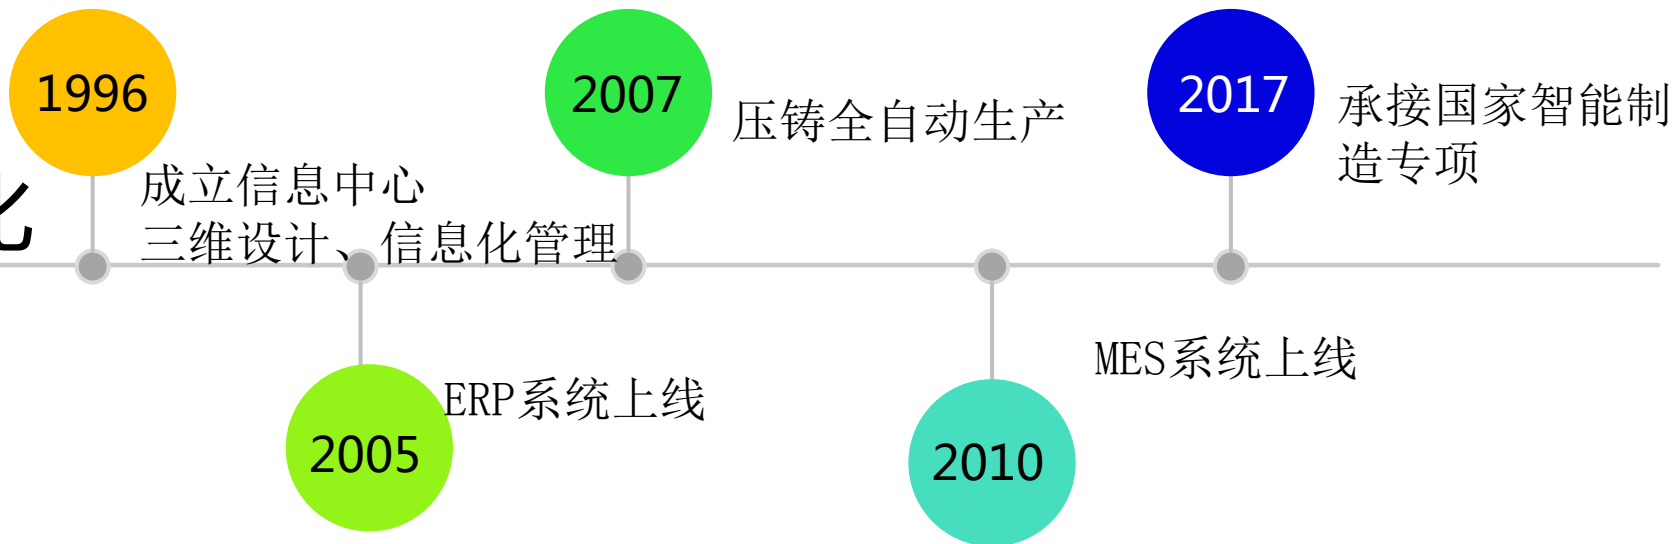 1996
成立信息中心
三维设计、信息化管理
2005
ERP系统上线
2007
压铸全自动生产
2010
MES系统上线
2017
承接国家智能制
造专项